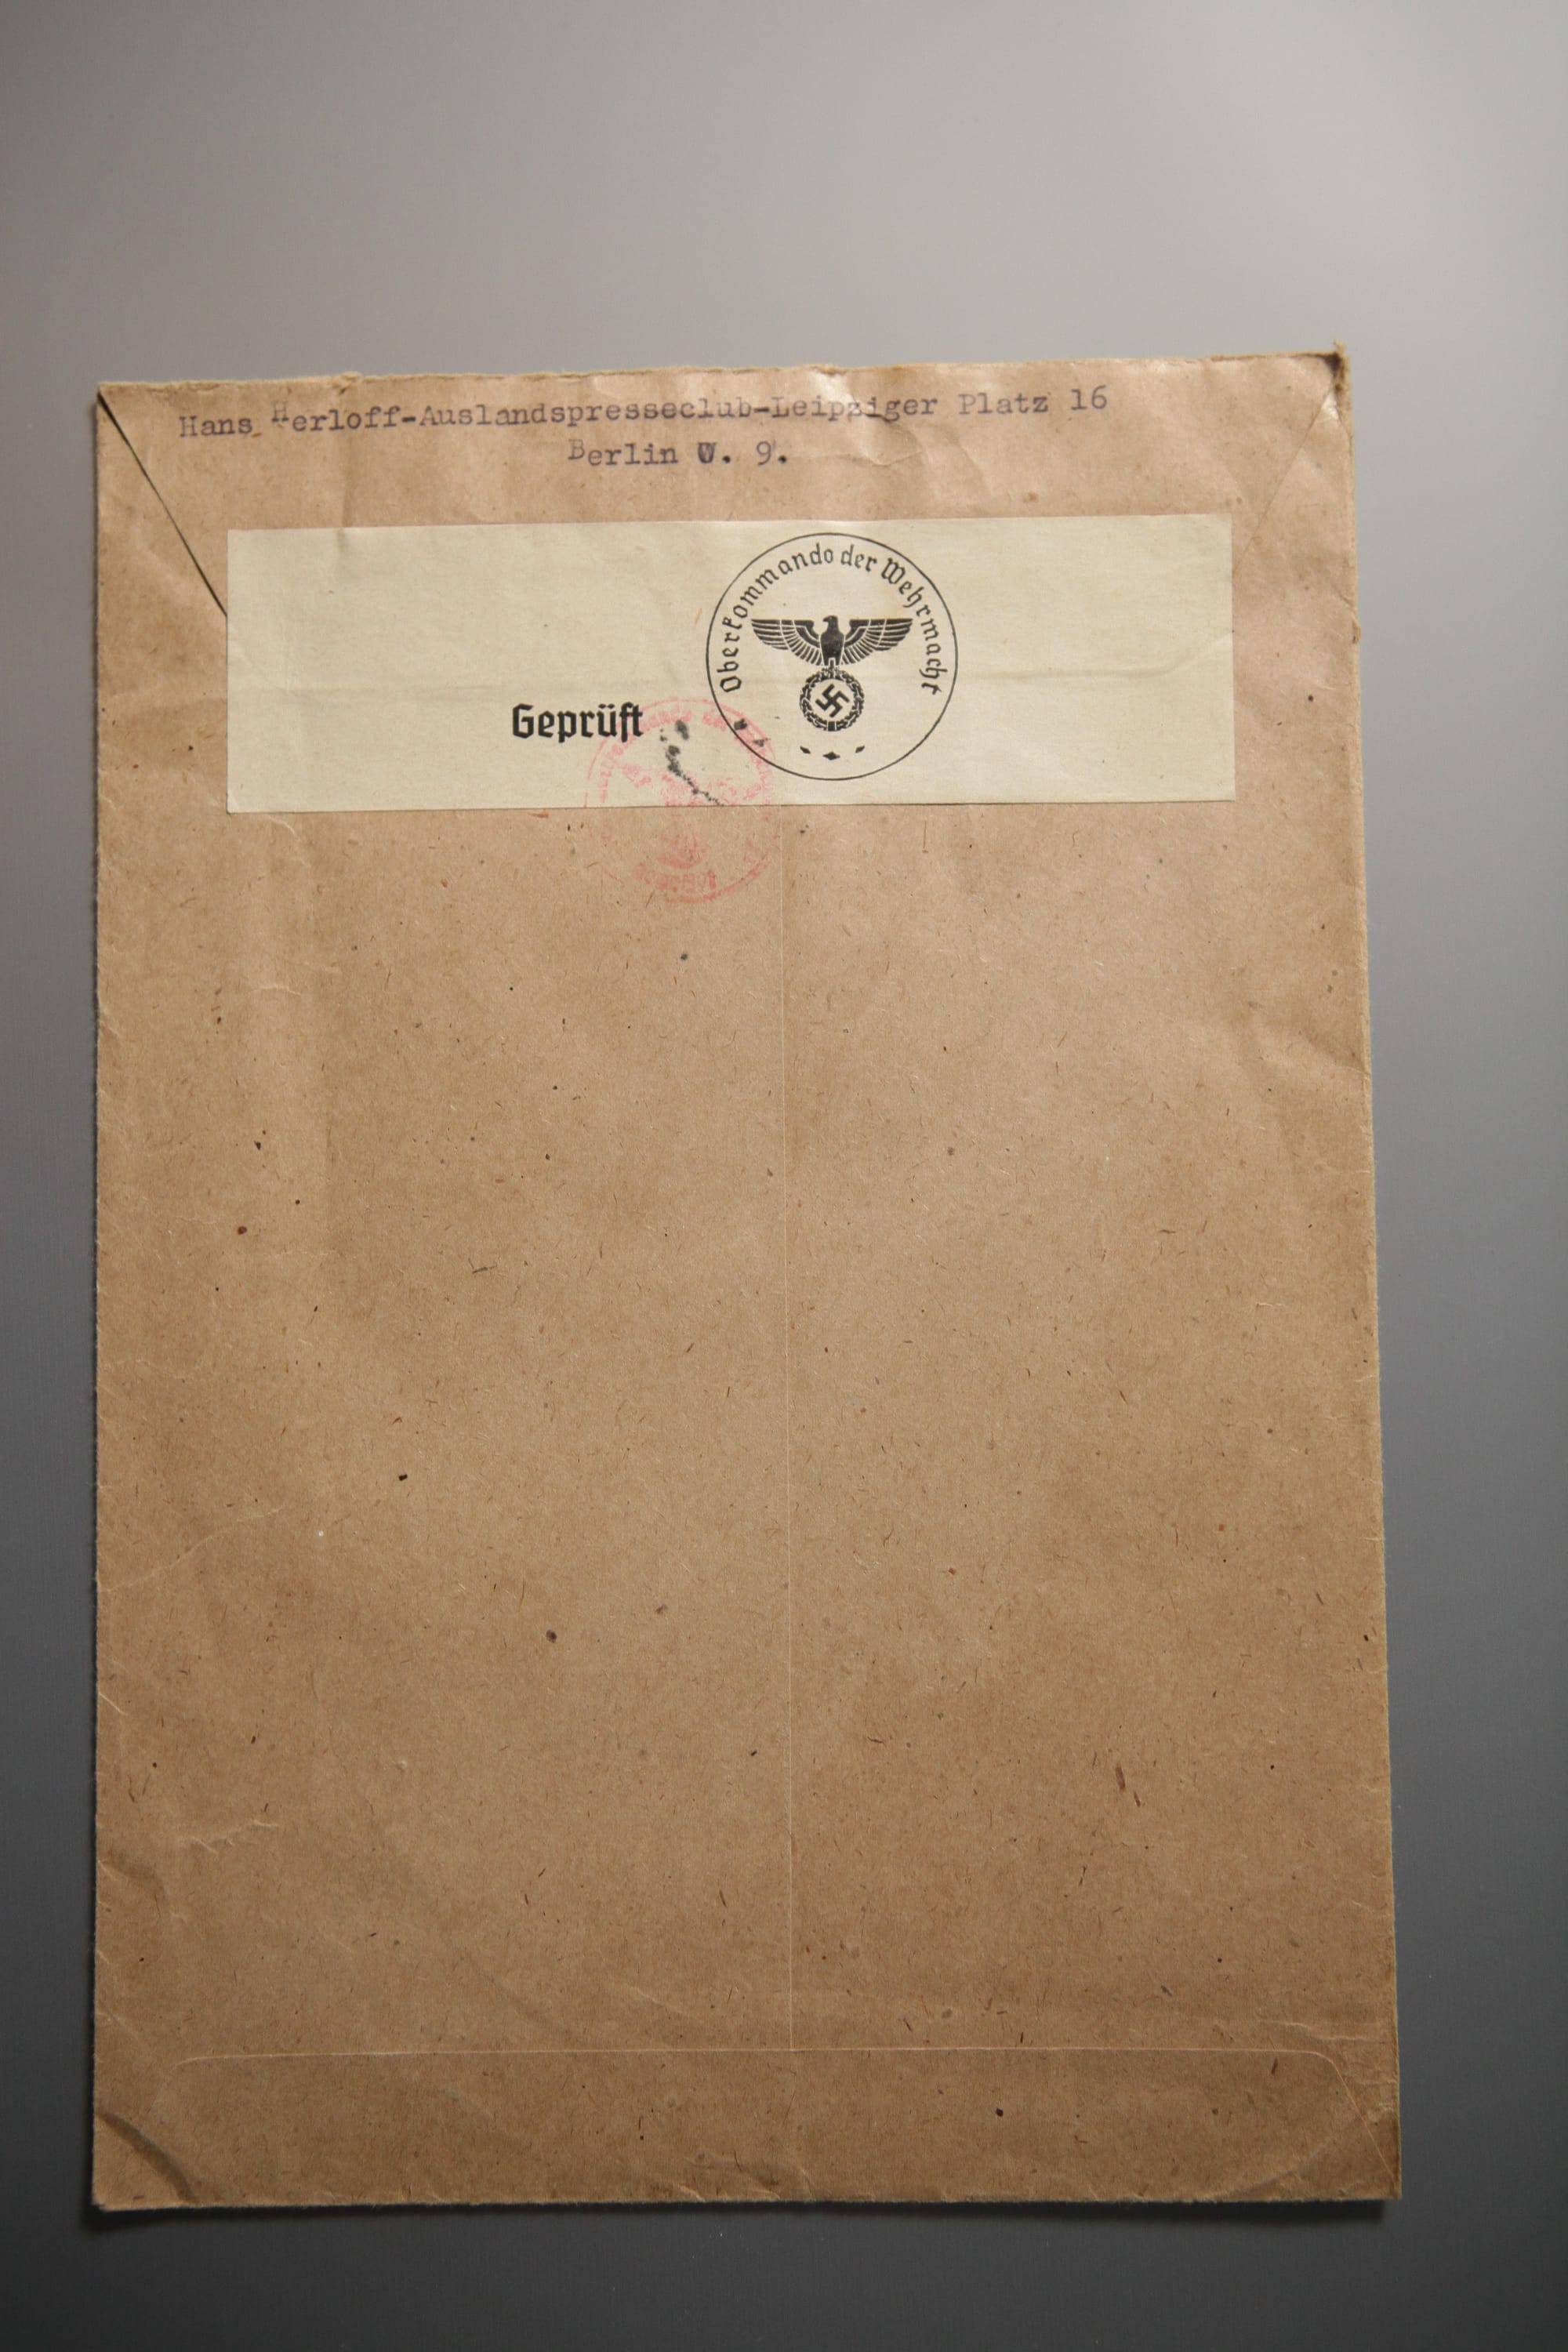 Hans Herloff-Auslandspresseclub-Leipziger Platz 16
Berlin W. 9.
Oberkommando der Wehrmacht
Geprüft